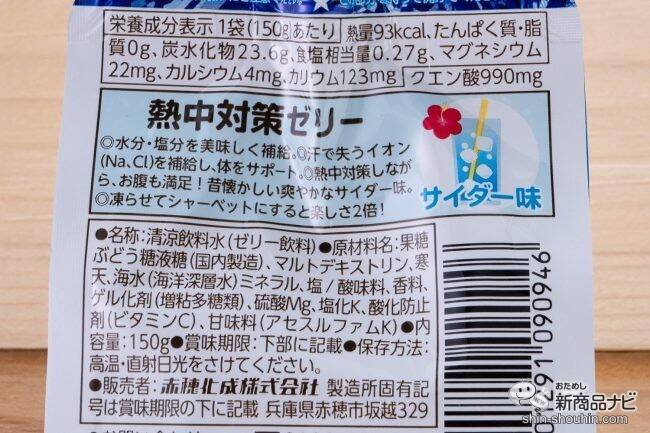 栄養成分表示 1袋(150g)あたり 熱量93kcal、たんぱく質・脂
質0g、炭水化物23.6g、食塩相当量0.27g、マグネシウム
22mg、カルシウム4mg、カリウム123mg クエン酸990mg
熱中対策ゼリー
◎水分・塩分を美味しく補給。◎汗で失うイオン
(Na,Cl)を補給し、体をサポート。◎熱中対策しなが
ら、お腹も満足!昔懐かしい爽やかなサイダー味。
◎凍らせてシャーベットにすると楽しさ2倍!
サイダー味
●名称:清涼飲料水(ゼリー飲料)●原材料名:果糖
ぶどう糖液糖(国内製造)、マルトデキストリン、寒
天、海水(海洋深層水)ミネラル、塩/酸味料、香料、
ゲル化剤(増粘多糖類)、硫酸Mg、塩化K、酸化防止
剤(ビタミンC)、甘味料(アセスルファムK)●内
容量:150g●賞味期限:下部に記載●保存方法:
高温・直射日光をさけてください。
●販売者:赤穂化成株式会社 製造所固有記
号は賞味期限の下に記載 兵庫県赤穂市坂越329
291 090946
おためし
新商品ナビ
shin-shouhin.com